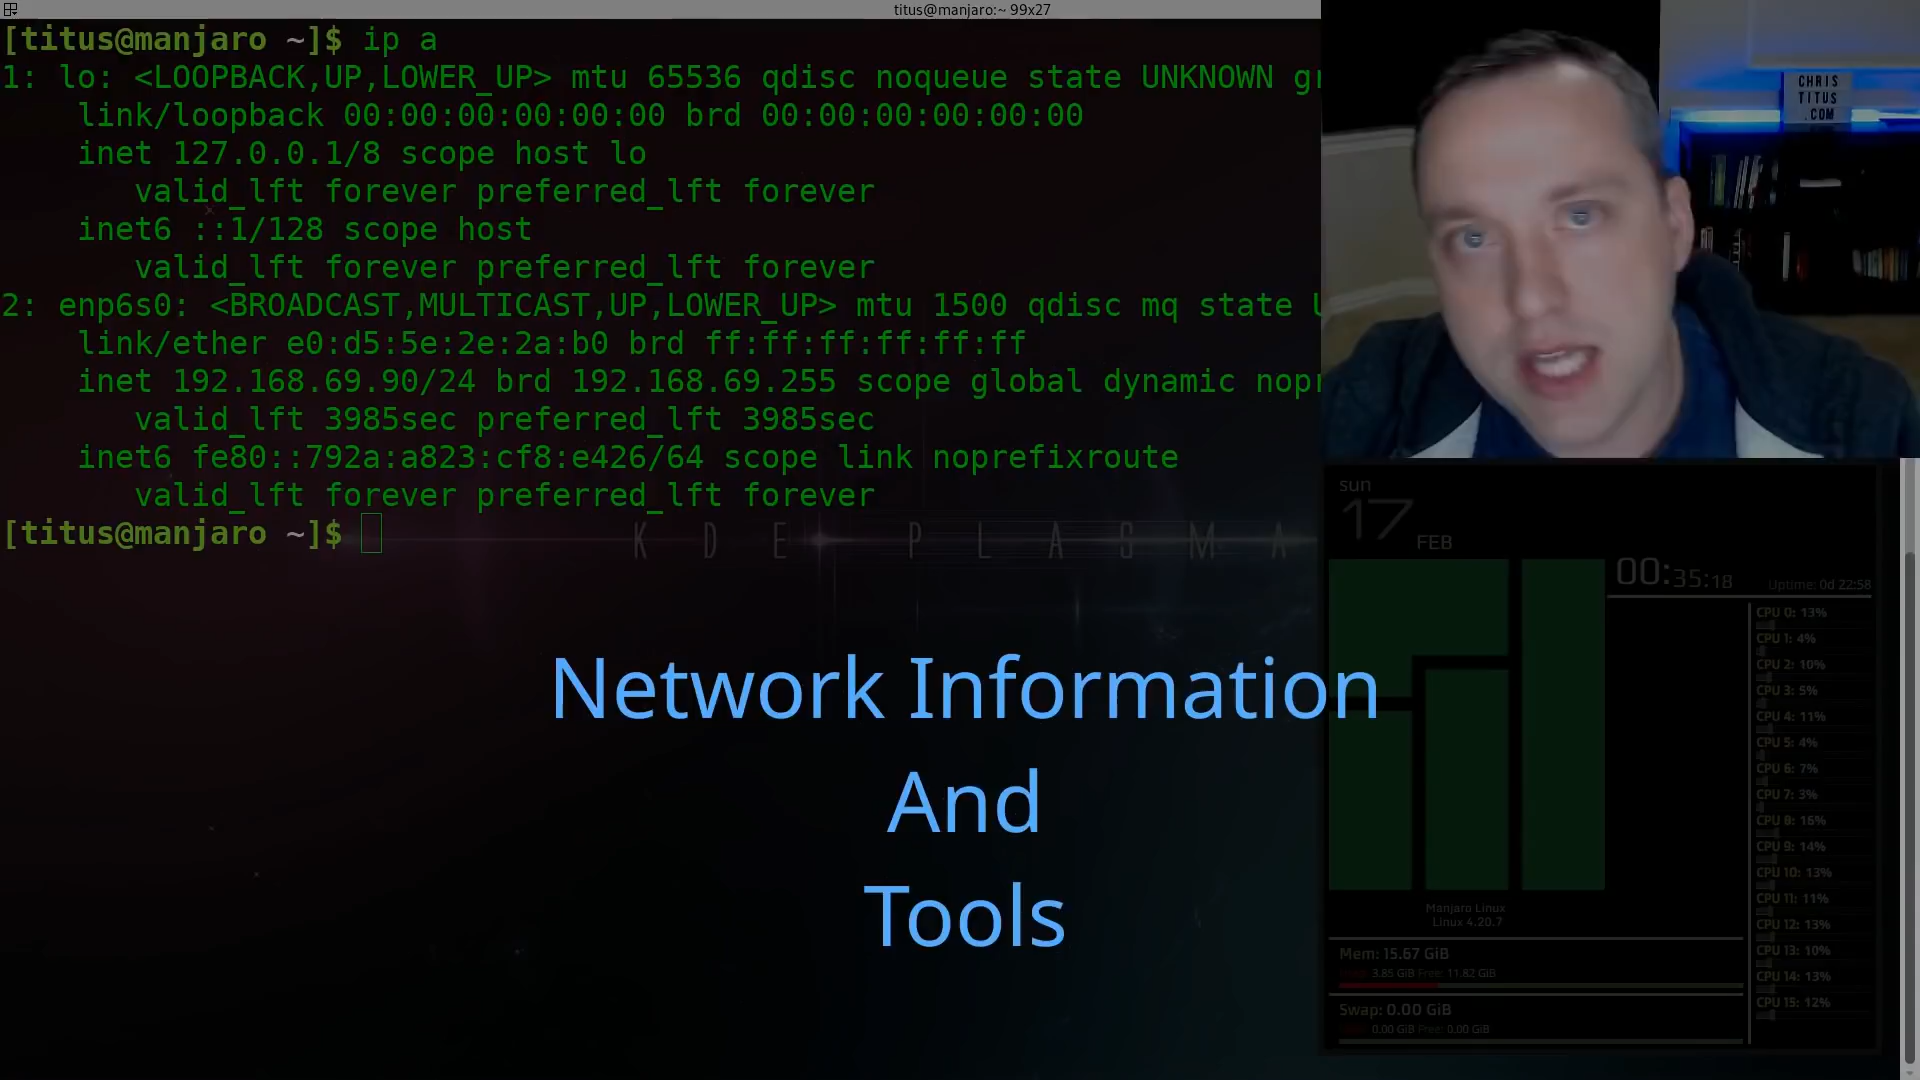 titus@manjaro:~ 99x27
[titus@manjaro ~]$ ip a
1: lo: <LOOPBACK,UP,LOWER_UP> mtu 65536 qdisc noqueue state UNKNOWN gr
link/loopback 00:00:00:00:00:00 brd 00:00:00:00:00:00
inet 127.0.0.1/8 scope host lo
valid_lft forever preferred_lft forever
inet6 ::1/128 scope host
valid_lft forever preferred_lft forever
2: enp6s0: <BROADCAST,MULTICAST,UP,LOWER_UP> mtu 1500 qdisc mq state U
link/ether e0:d5:5e:2e:2a:b0 brd ff:ff:ff:ff:ff:ff
inet 192.168.69.90/24 brd 192.168.69.255 scope global dynamic nopr
valid_lft 3985sec preferred_lft 3985sec
inet6 fe80::792a:a823:cf8:e426/64 scope link noprefixroute
valid_lft forever preferred_lft forever
[titus@manjaro ~]$
KDE PLASMA
Network Information
And
Tools
CHRIS
TITUS
.COM
sun
17
FEB
00:35:18
Uptime: 0d 22:58
CPU 0: 13%
CPU 1: 4%
CPU 2: 10%
CPU 3: 5%
CPU 4: 11%
CPU 5: 4%
CPU 6: 7%
CPU 7: 3%
CPU 8: 16%
CPU 9: 14%
CPU 10: 13%
CPU 11: 11%
CPU 12: 13%
CPU 13: 10%
CPU 14: 13%
CPU 15: 12%
Manjaro Linux
Linux 4.20.7
Mem: 15.67 GiB
3.85 GiB Free: 11.82 GiB
Swap: 0.00 GiB
0.00 GiB Free: 0.00 GiB